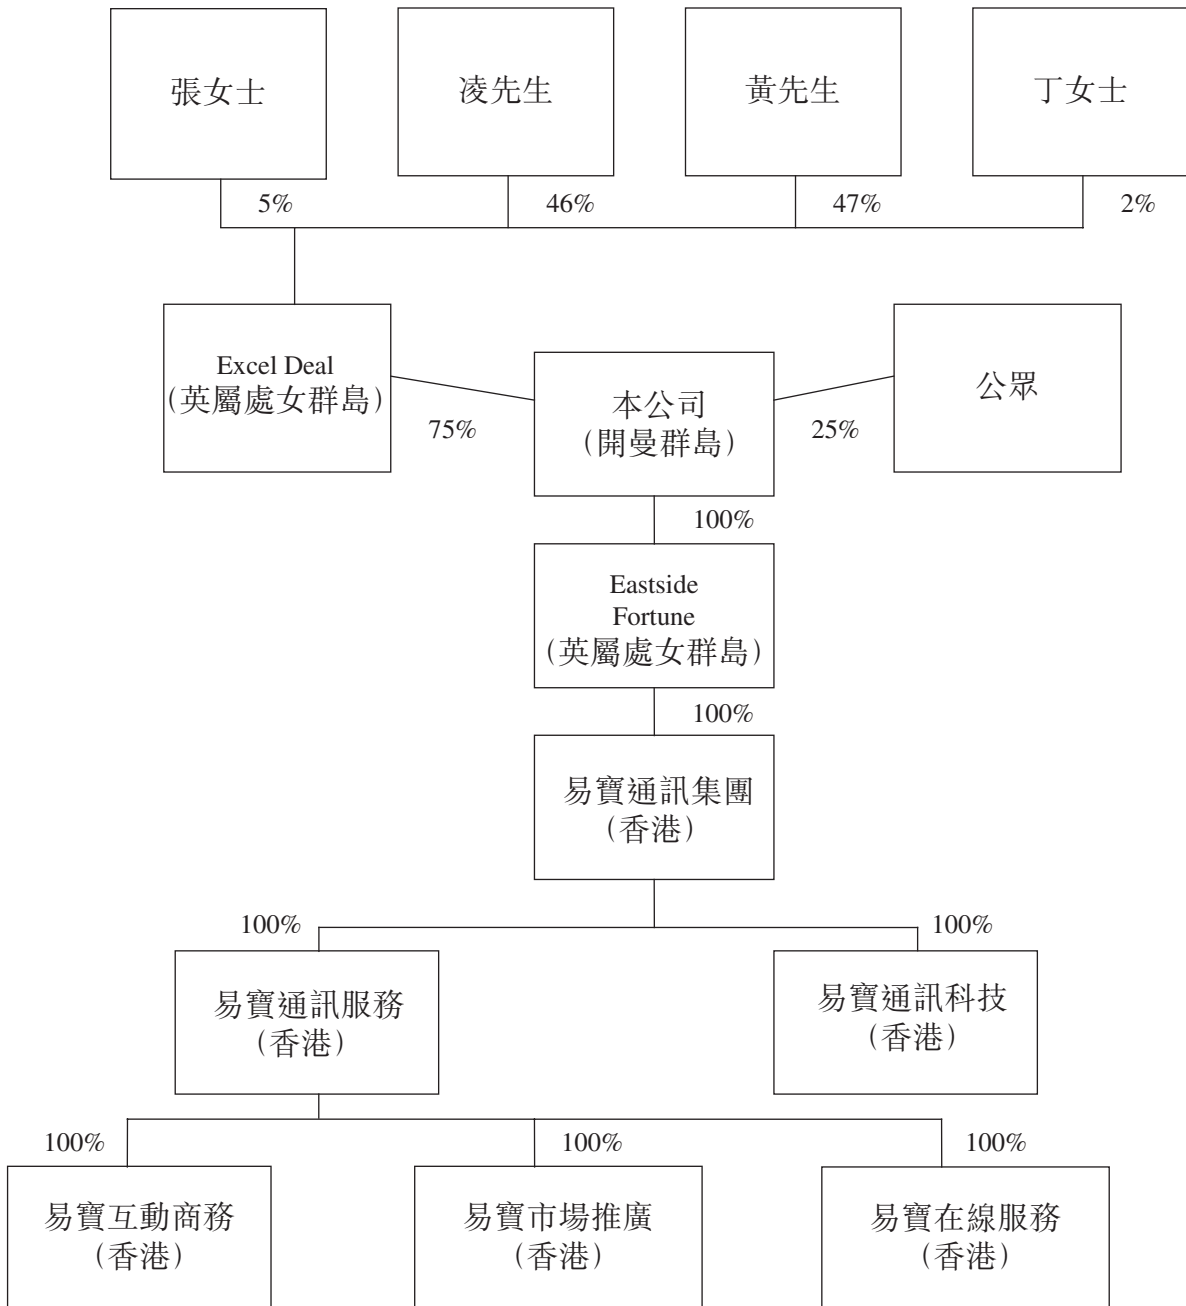 張女士
凌先生
黃先生
丁女士
5%
46%
47%
2%
Excel Deal
(英屬處女群島)
75%
本公司
(開曼群島)
25%
公眾
100%
Eastside
Fortune
(英屬處女群島)
100%
易寶通訊集團
(香港)
100%
100%
易寶通訊服務
(香港)
易寶通訊科技
(香港)
100%
100%
100%
易寶互動商務
(香港)
易寶市場推廣
(香港)
易寶在線服務
(香港)